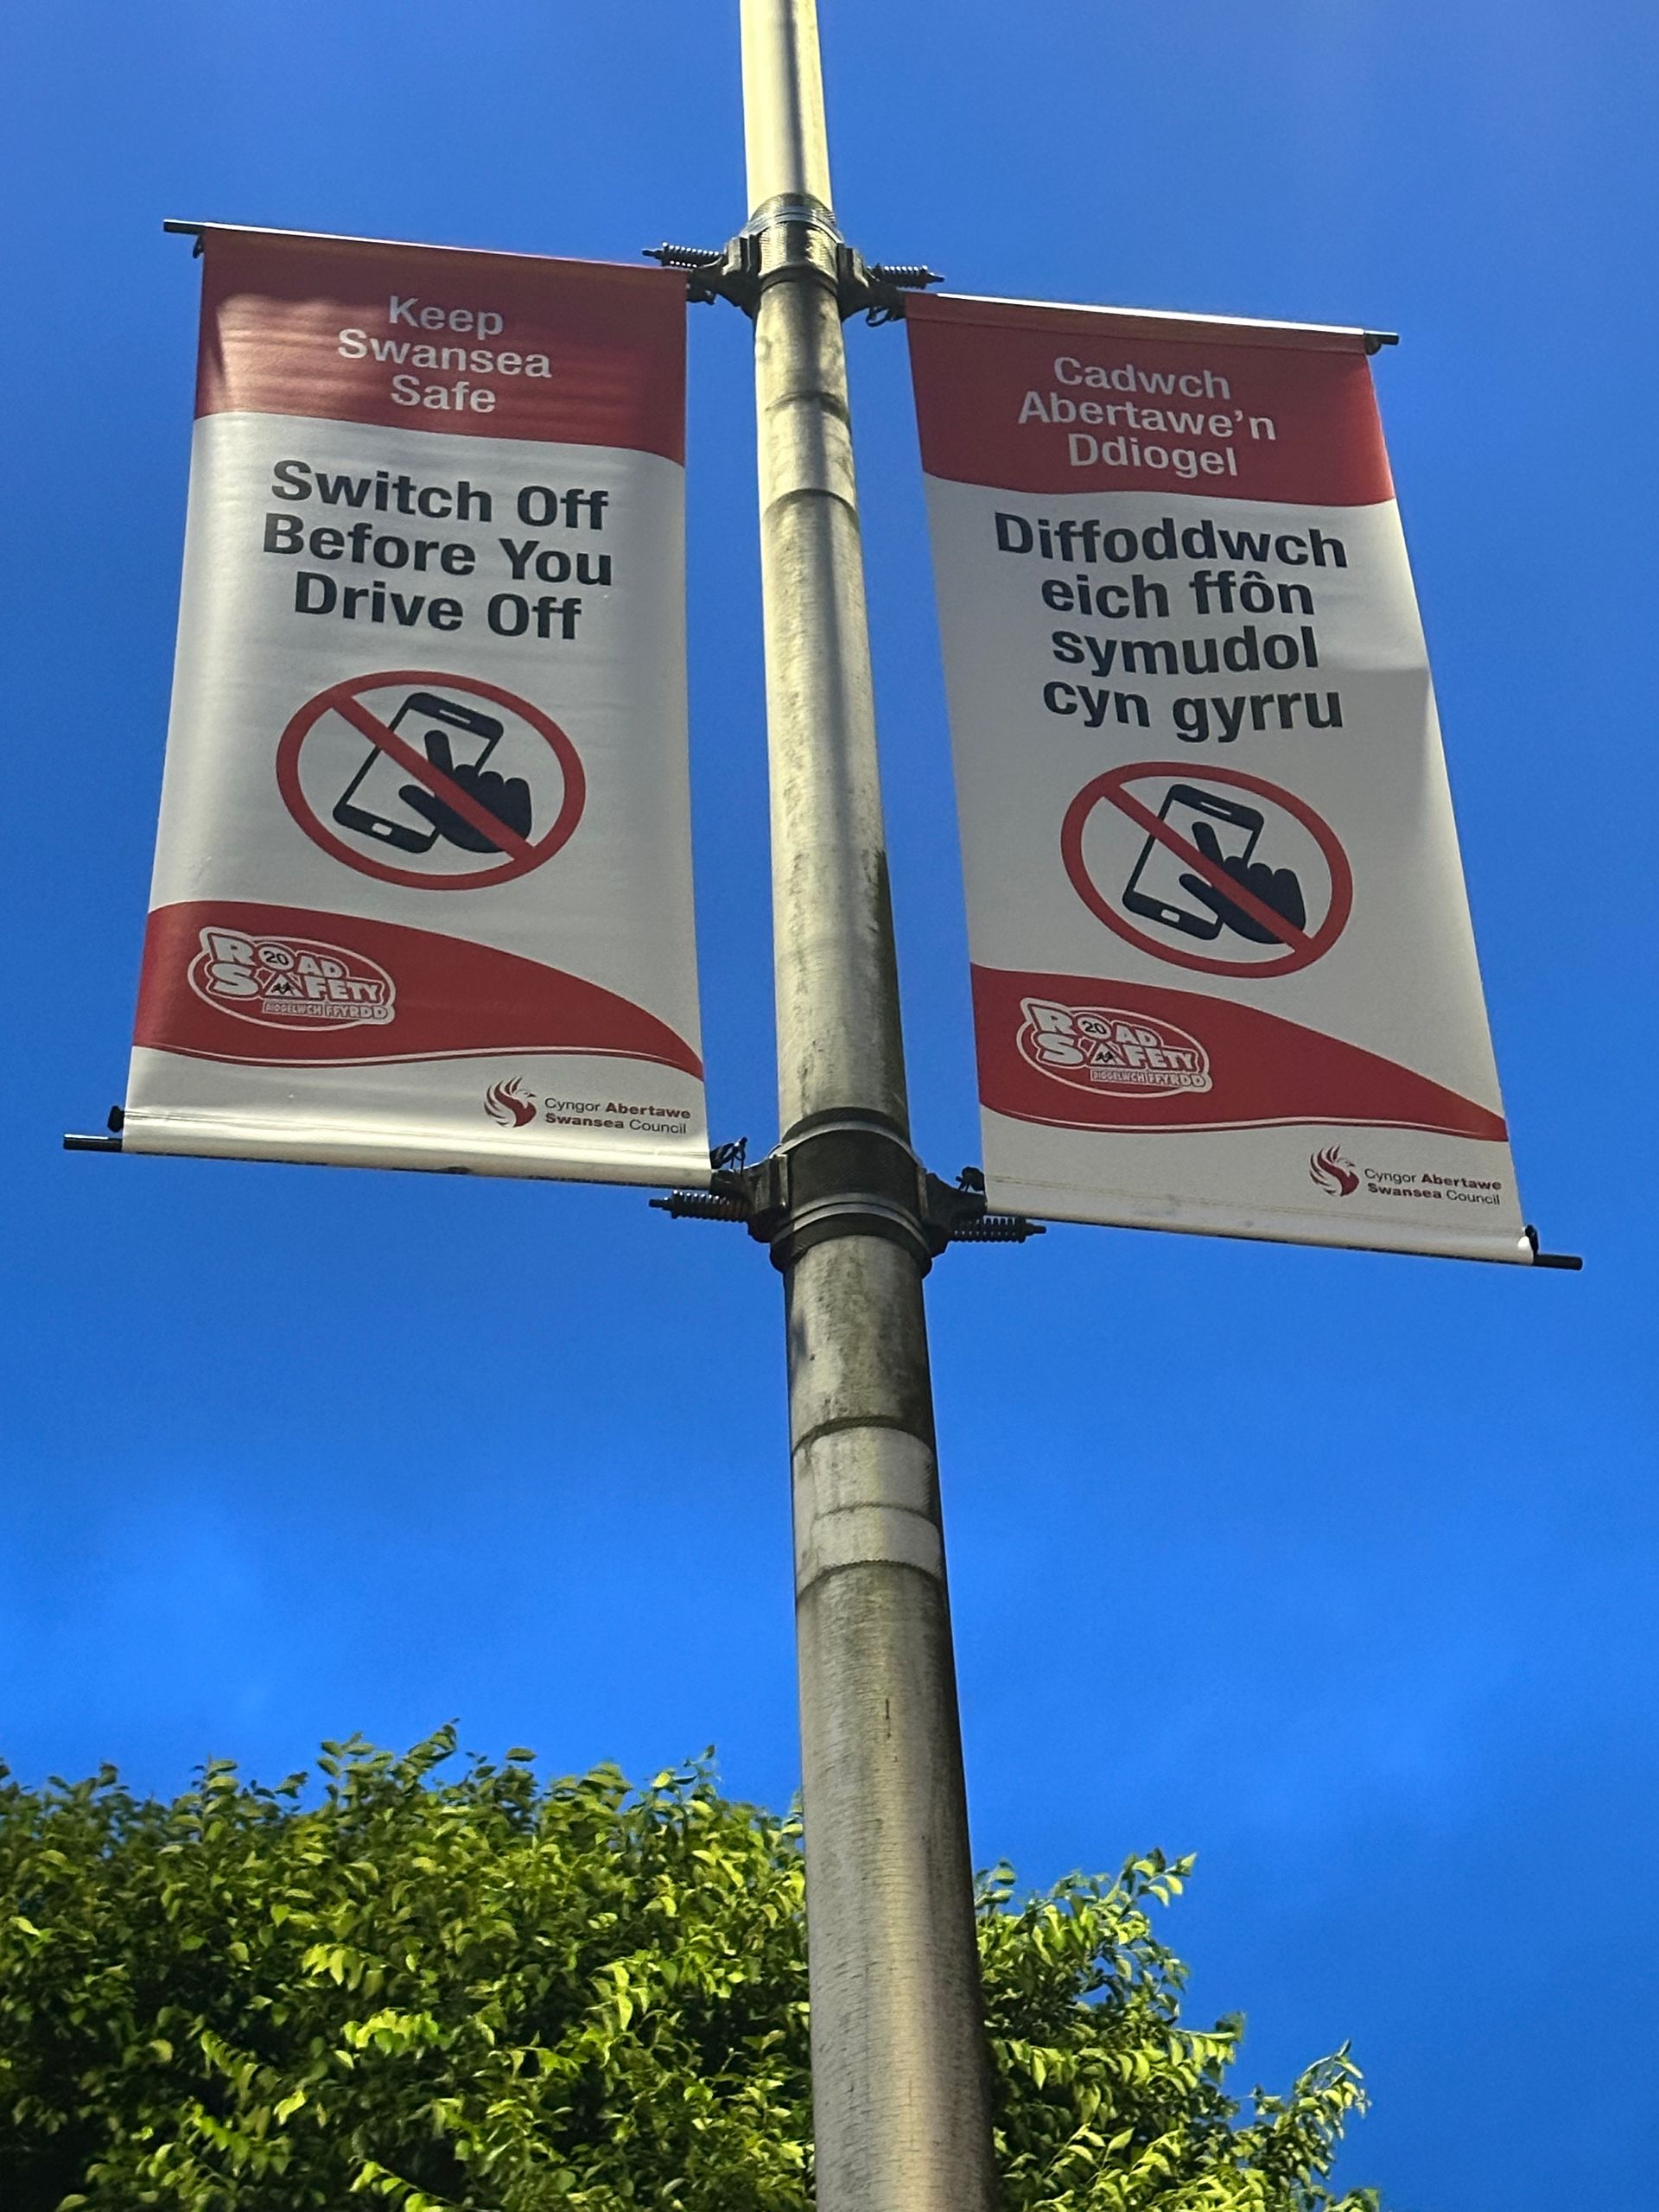 Keep
Swansea
Safe
Switch Off
Before You
Drive Off
ROAD
20
SAFETY
DIOGELWCH FFYRDD
Cyngor Abertawe
Swansea Council
Cadwch
Abertawe'n
Ddiogel
Diffoddwch
eich ffôn
symudol
cyn gyrru
ROAD
20
SAFETY
DIOGELWCH FFYRDD
Cyngor Abertawe
Swansea Council